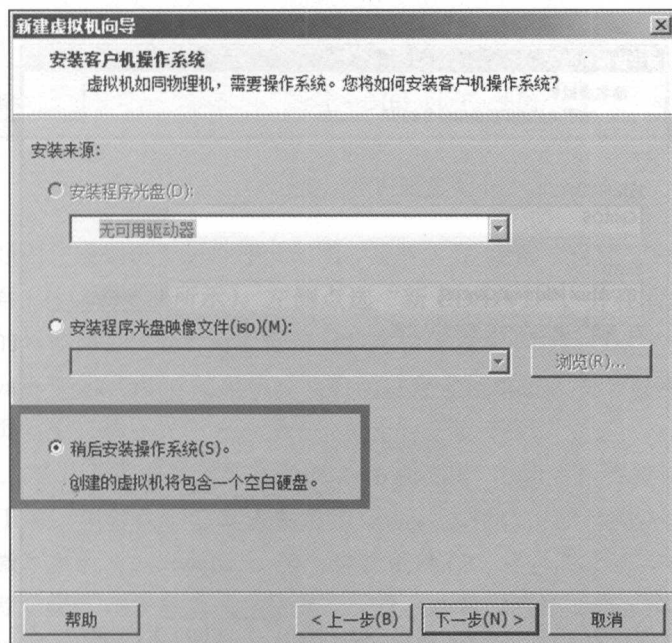 新建虚拟机向导
安装客户机操作系统
虚拟机如同物理机，需要操作系统。您将如何安装客户机操作系统？
安装来源：
安装程序光盘(D)：
无可用驱动器
安装程序光盘映像文件(iso)(M)：
浏览(R)...
稍后安装操作系统(S)。
创建的虚拟机将包含一个空白硬盘。
帮助
< 上一步(B)
下一步(N) >
取消